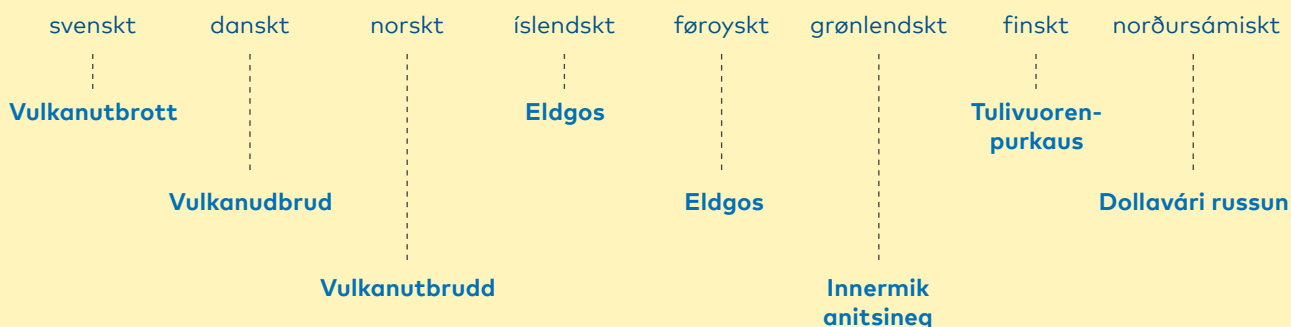 svenskt danskt norskt íslendskt føroyskt grønlendskt finskt norðursámiskt
Vulkanutbrott Eldgos Tulivuoren-
purkaus
Vulkanudbrud Eldgos Dollavári russun
Vulkanutbrudd Innermik
anitsineq